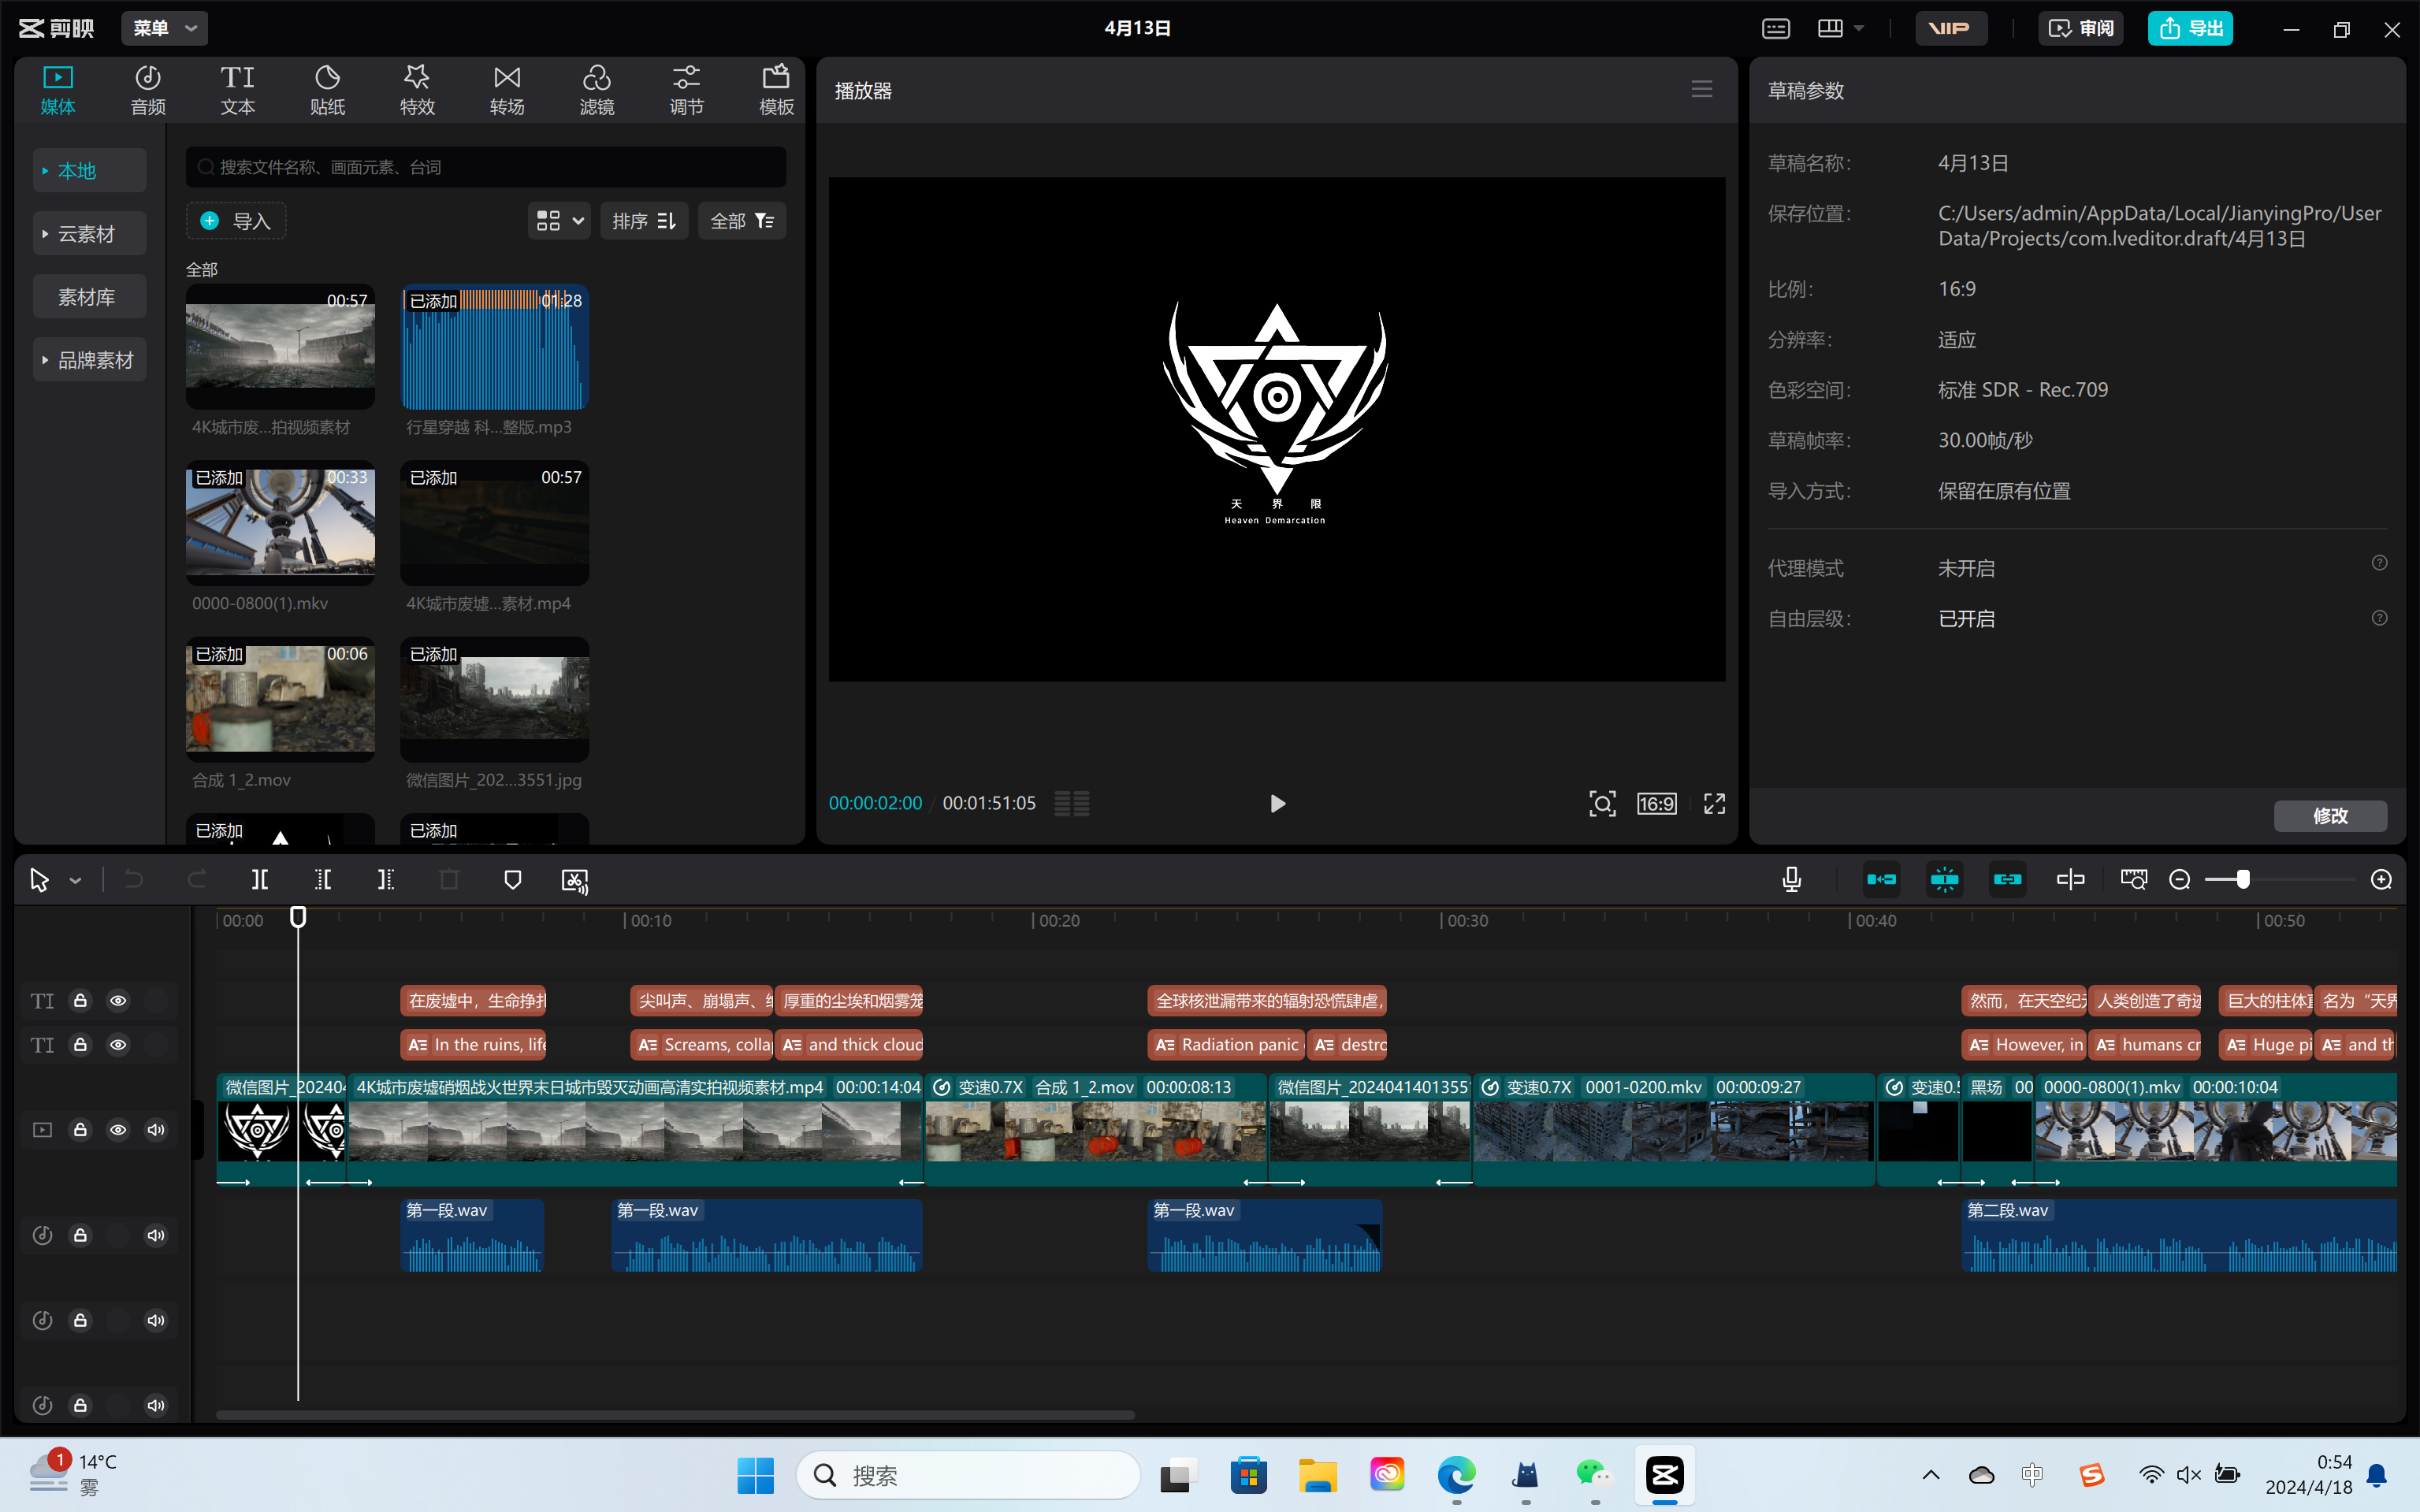 剪映
菜单
4月13日
VIP
审阅
导出
媒体
音频
文本
贴纸
特效
转场
滤镜
调节
模板
本地
云素材
素材库
品牌素材
搜索文件名称、画面元素、台词
导入
排序
全部
全部
00:57
4K城市废...拍视频素材
已添加
01:28
行星穿越 科...整版.mp3
已添加
00:33
0000-0800(1).mkv
已添加
00:57
4K城市废墟...素材.mp4
已添加
00:06
合成 1_2.mov
已添加
微信图片_202...3551.jpg
已添加
已添加
播放器
天 界 限
Heaven Demarcation
00:00:02:00 / 00:01:51:05
16:9
草稿参数
草稿名称: 4月13日
保存位置: C:/Users/admin/AppData/Local/JianyingPro/User
Data/Projects/com.lveditor.draft/4月13日
比例: 16:9
分辨率: 适应
色彩空间: 标准 SDR - Rec.709
草稿帧率: 30.00帧/秒
导入方式: 保留在原有位置
代理模式 未开启
自由层级: 已开启
修改
00:00
00:10
00:20
00:30
00:40
00:50
TI
在废墟中，生命挣扎
尖叫声、崩塌声、
厚重的尘埃和烟雾笼
全球核泄漏带来的辐射恐慌肆虐，
然而，在天空纪元
人类创造了奇迹
巨大的柱体直
名为“天界
TI
In the ruins, life
Screams, collap
and thick cloud
Radiation panic
destro
However, in
humans cr
Huge pi
and th
微信图片_202404
4K城市废墟硝烟战火世界末日城市毁灭动画高清实拍视频素材.mp4 00:00:14:04
变速0.7X 合成 1_2.mov 00:00:08:13
微信图片_2024041401355
变速0.7X 0001-0200.mkv 00:00:09:27
变速0.5
黑场 00
0000-0800(1).mkv 00:00:10:04
第一段.wav
第一段.wav
第一段.wav
第二段.wav
1
14°C
雾
搜索
中
0:54
2024/4/18